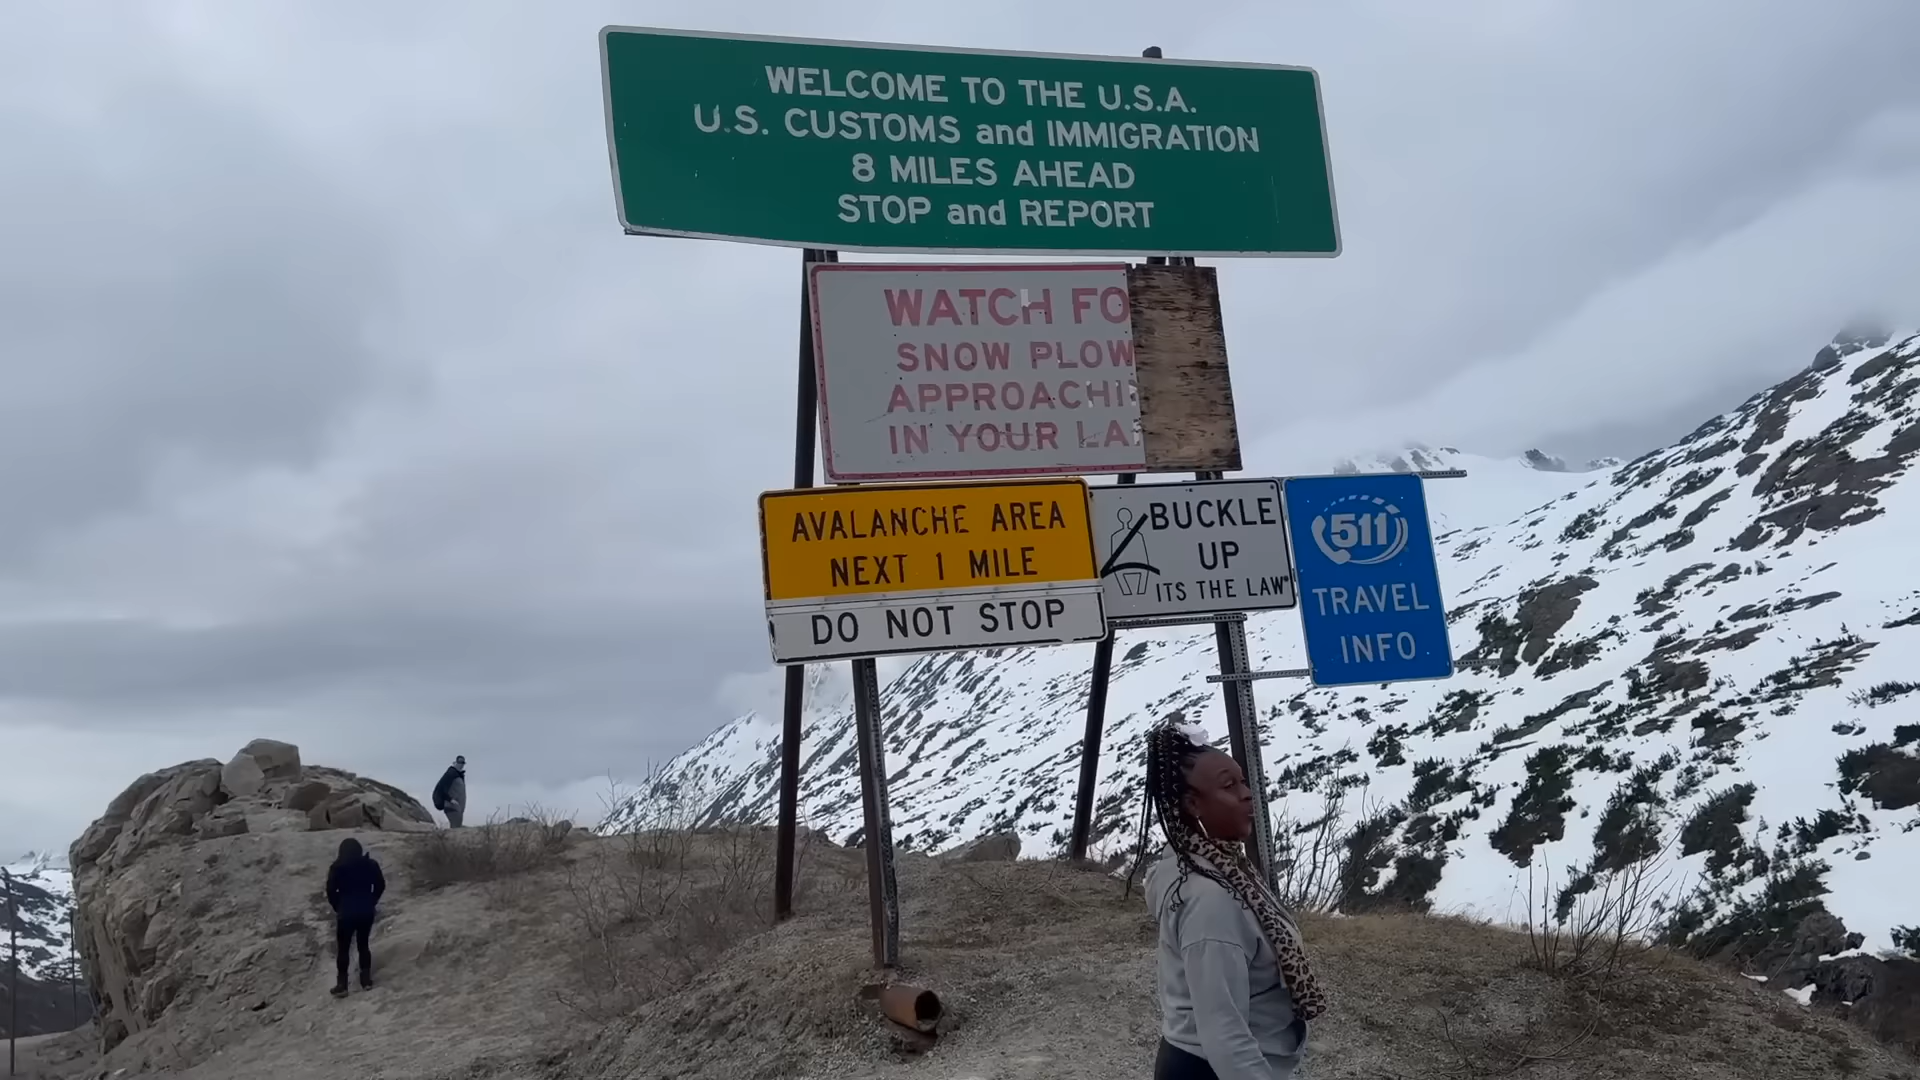 WELCOME TO THE U.S.A.
U.S. CUSTOMS and IMMIGRATION
8 MILES AHEAD
STOP and REPORT
WATCH FO
SNOW PLOW
APPROACHI
IN YOUR LA
AVALANCHE AREA
NEXT 1 MILE
DO NOT STOP
BUCKLE
UP
ITS THE LAW
511
TRAVEL
INFO